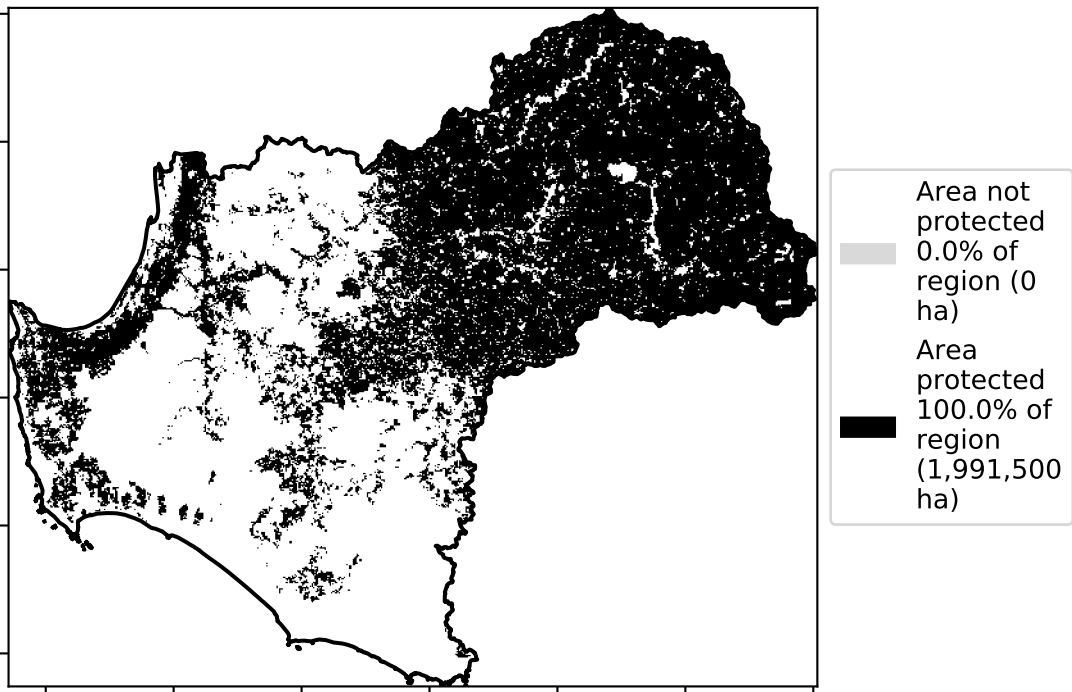 Area not
protected
0.0% of
region (0
ha)
Area
protected
100.0% of
region
(1,991,500
ha)